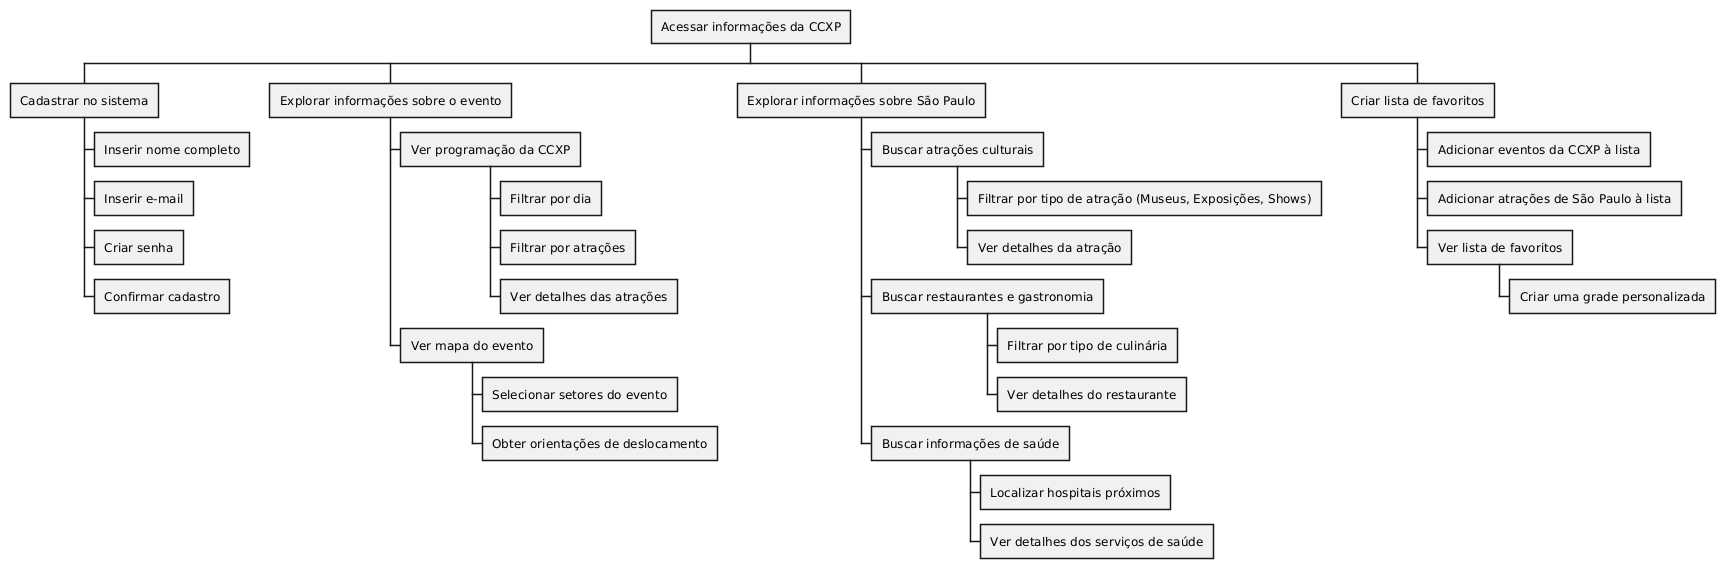 Acessar informações da CCXP
Cadastrar no sistema
Inserir nome completo
Inserir e-mail
Criar senha
Confirmar cadastro
Explorar informações sobre o evento
Ver programação da CCXP
Filtrar por dia
Filtrar por atrações
Ver detalhes das atrações
Ver mapa do evento
Selecionar setores do evento
Obter orientações de deslocamento
Explorar informações sobre São Paulo
Buscar atrações culturais
Filtrar por tipo de atração (Museus, Exposições, Shows)
Ver detalhes da atração
Buscar restaurantes e gastronomia
Filtrar por tipo de culinária
Ver detalhes do restaurante
Buscar informações de saúde
Localizar hospitais próximos
Ver detalhes dos serviços de saúde
Criar lista de favoritos
Adicionar eventos da CCXP à lista
Adicionar atrações de São Paulo à lista
Ver lista de favoritos
Criar uma grade personalizada